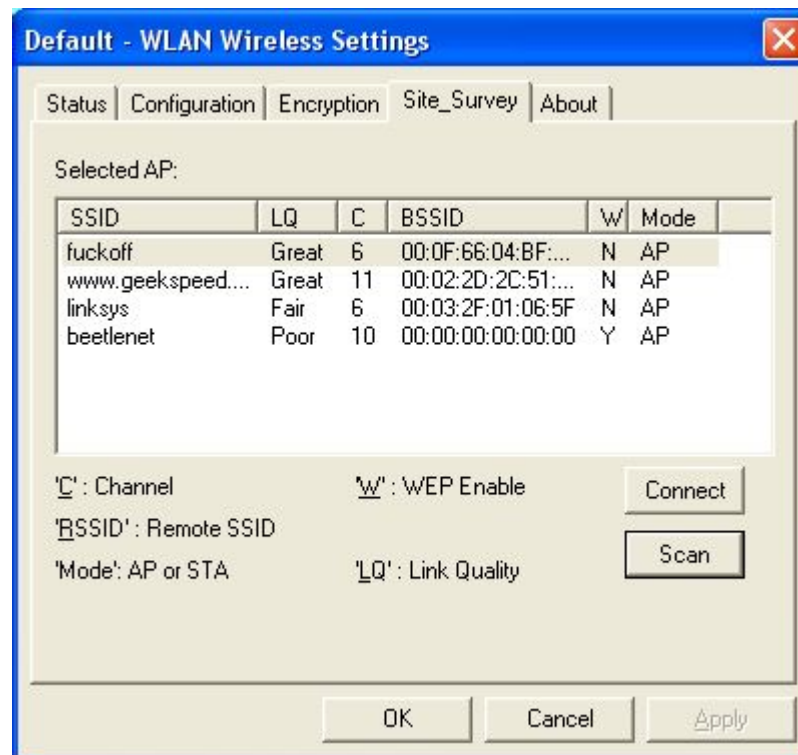 Default - WLAN Wireless Settings
Status Configuration Encryption Site_Survey About
Selected AP:
SSID LQ C BSSID W Mode
fuckoff Great 6 00:0F:66:04:BF:... N AP
www.geekspeed.... Great 11 00:02:2D:2C:51:... N AP
linksys Fair 6 00:03:2F:01:06:5F N AP
beetlenet Poor 10 00:00:00:00:00:00 Y AP
'C' : Channel 'W' : WEP Enable Connect
'RSSID' : Remote SSID
'Mode': AP or STA 'LQ' : Link Quality Scan
OK Cancel Apply